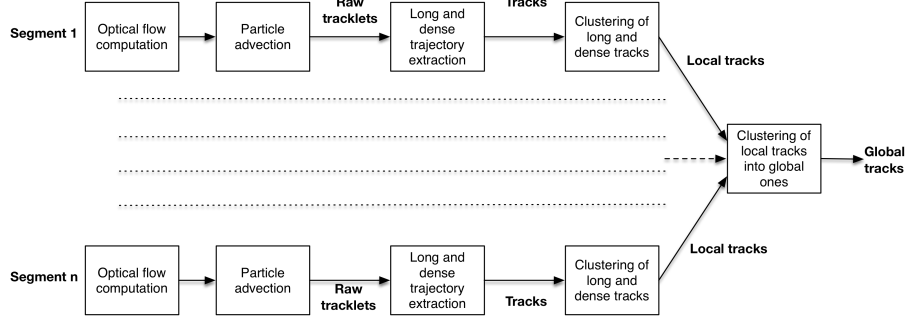 Raw
tracklets
Tracks
Segment 1
Optical flow
computation
Particle
advection
Long and
dense
trajectory
extraction
Clustering of
long and
dense tracks
Local tracks
Clustering of
local tracks
into global
ones
Global
tracks
Local tracks
Segment n
Optical flow
computation
Particle
advection
Raw
tracklets
Long and
dense
trajectory
extraction
Tracks
Clustering of
long and
dense tracks